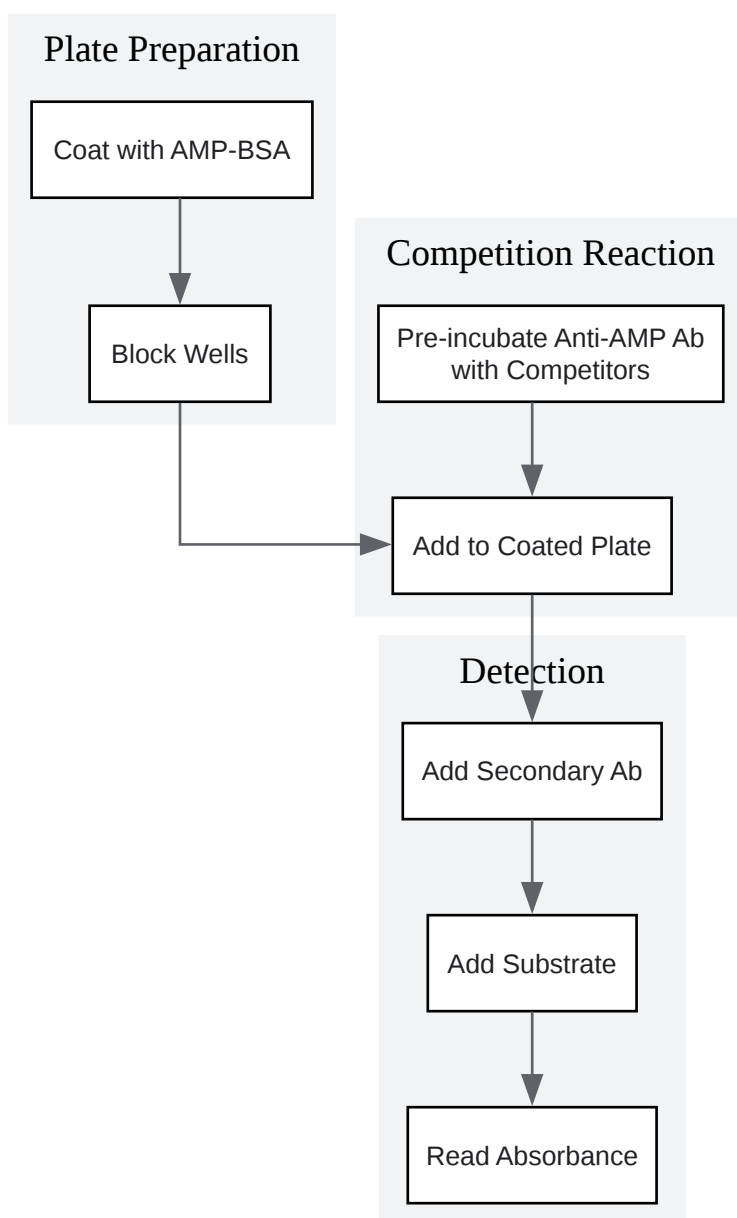 Plate Preparation
Coat with AMP-BSA
Block Wells
Competition Reaction
Pre-incubate Anti-AMP Ab
with Competitors
Add to Coated Plate
Detection
Add Secondary Ab
Add Substrate
Read Absorbance